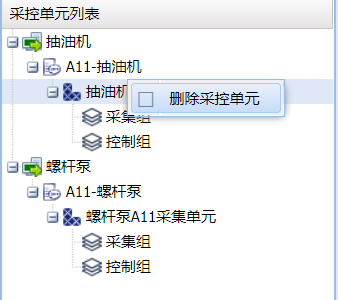 采控单元列表
抽油机
A11-抽油机
抽油机
删除采控单元
采集组
控制组
螺杆泵
A11-螺杆泵
螺杆泵A11采集单元
采集组
控制组